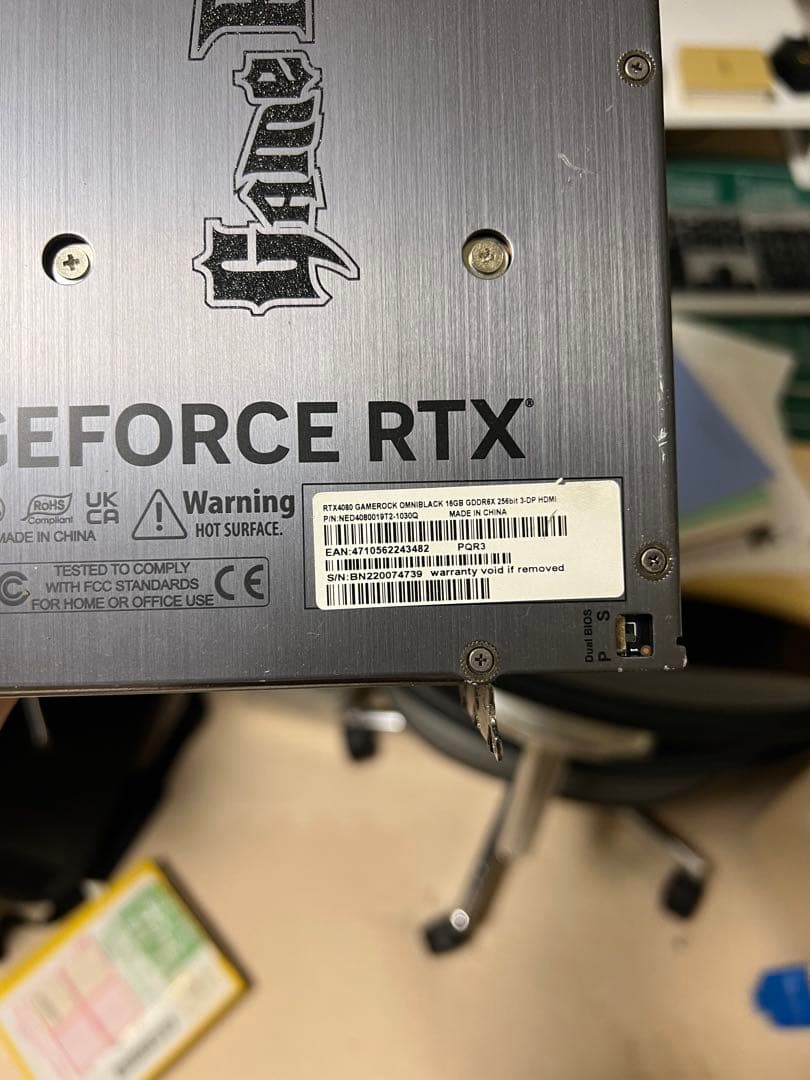 Game
GEFORCE RTX®
RoHS
Compliant
UK
CA
Warning
HOT SURFACE.
MADE IN CHINA
TESTED TO COMPLY
WITH FCC STANDARDS
FOR HOME OR OFFICE USE
CE
RTX4080 GAMEROCK OMNIBLACK 16GB GDDR6X 256bit 3-DP HDMI
P/N:NED4080019T2-1030Q MADE IN CHINA
EAN:4710562243482 PQR3
S/N:BN220074739 warranty void if removed
Dual BIOS
P S